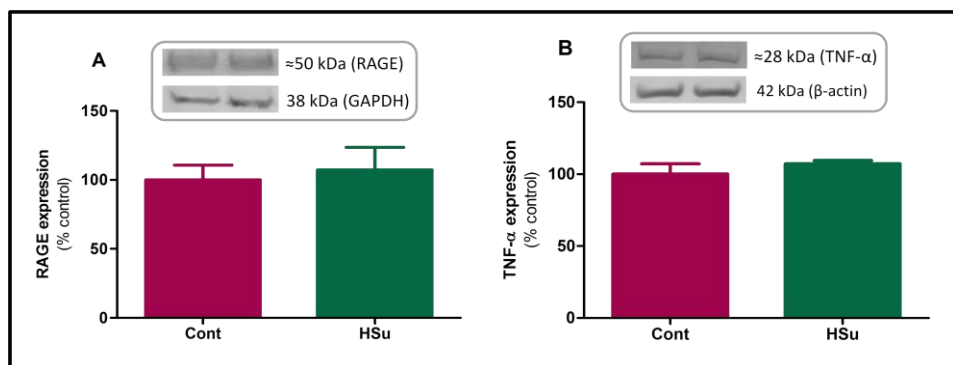 A
≈50 kDa (RAGE)
38 kDa (GAPDH)
RAGE expression
(% control)
150
100
50
0
Cont HSu
B
≈28 kDa (TNF-α)
42 kDa (β-actin)
TNF-α expression
(% control)
150
100
50
0
Cont HSu